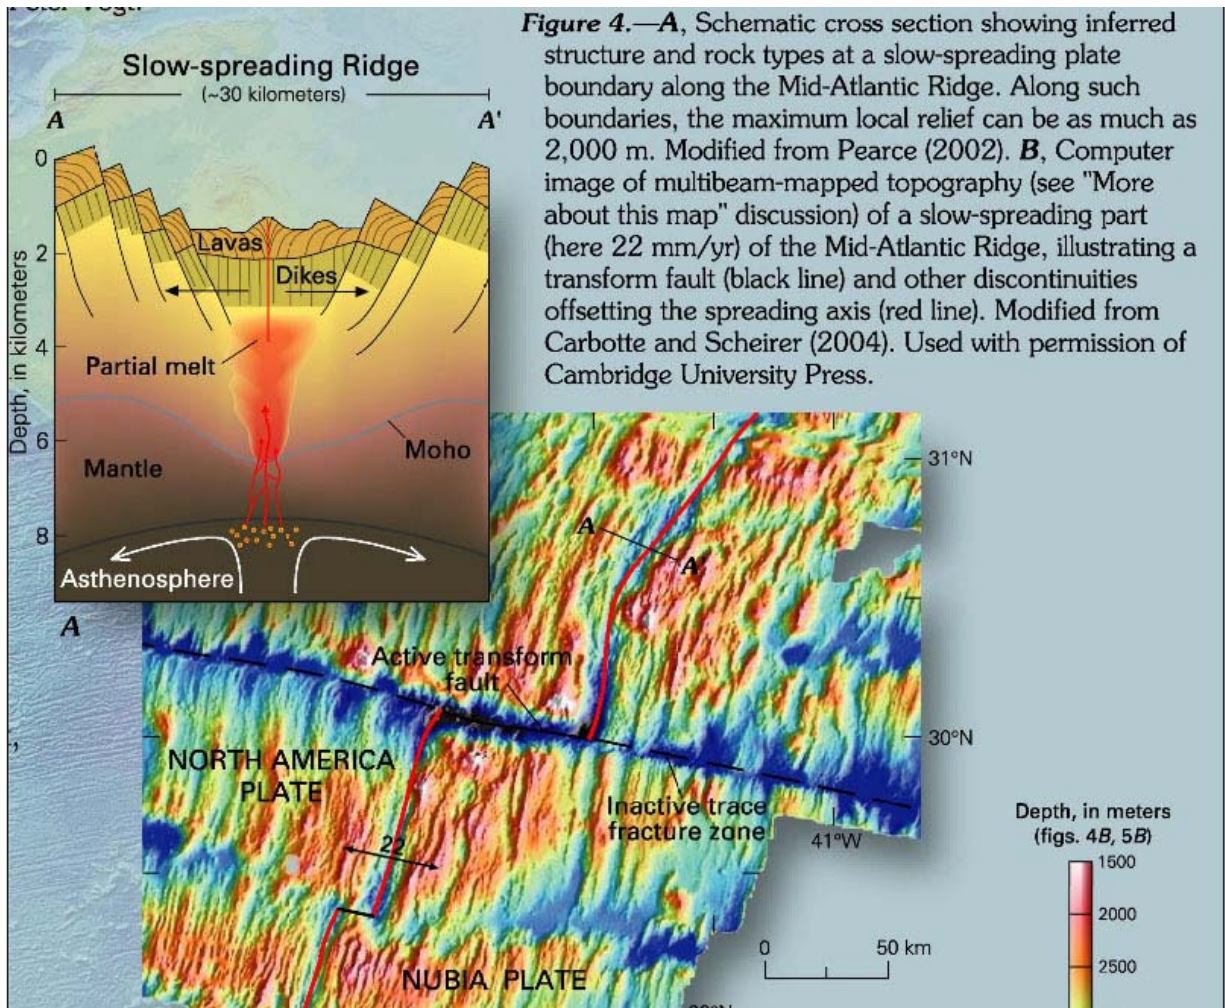 Peter Vogt.
Slow-spreading Ridge
(~30 kilometers)
A
A'
Depth, in kilometers
0
2
4
6
8
Lavas
Dikes
Partial melt
Moho
Mantle
Asthenosphere
A
Figure 4.—A, Schematic cross section showing inferred
structure and rock types at a slow-spreading plate
boundary along the Mid-Atlantic Ridge. Along such
boundaries, the maximum local relief can be as much as
2,000 m. Modified from Pearce (2002). B, Computer
image of multibeam-mapped topography (see "More
about this map" discussion) of a slow-spreading part
(here 22 mm/yr) of the Mid-Atlantic Ridge, illustrating a
transform fault (black line) and other discontinuities
offsetting the spreading axis (red line). Modified from
Carbotte and Scheirer (2004). Used with permission of
Cambridge University Press.
31°N
A
A'
Active transform
fault
30°N
NORTH AMERICA
PLATE
Inactive trace
fracture zone
41°W
22
NUBIA PLATE
0
50 km
Depth, in meters
(figs. 4B, 5B)
1500
2000
2500